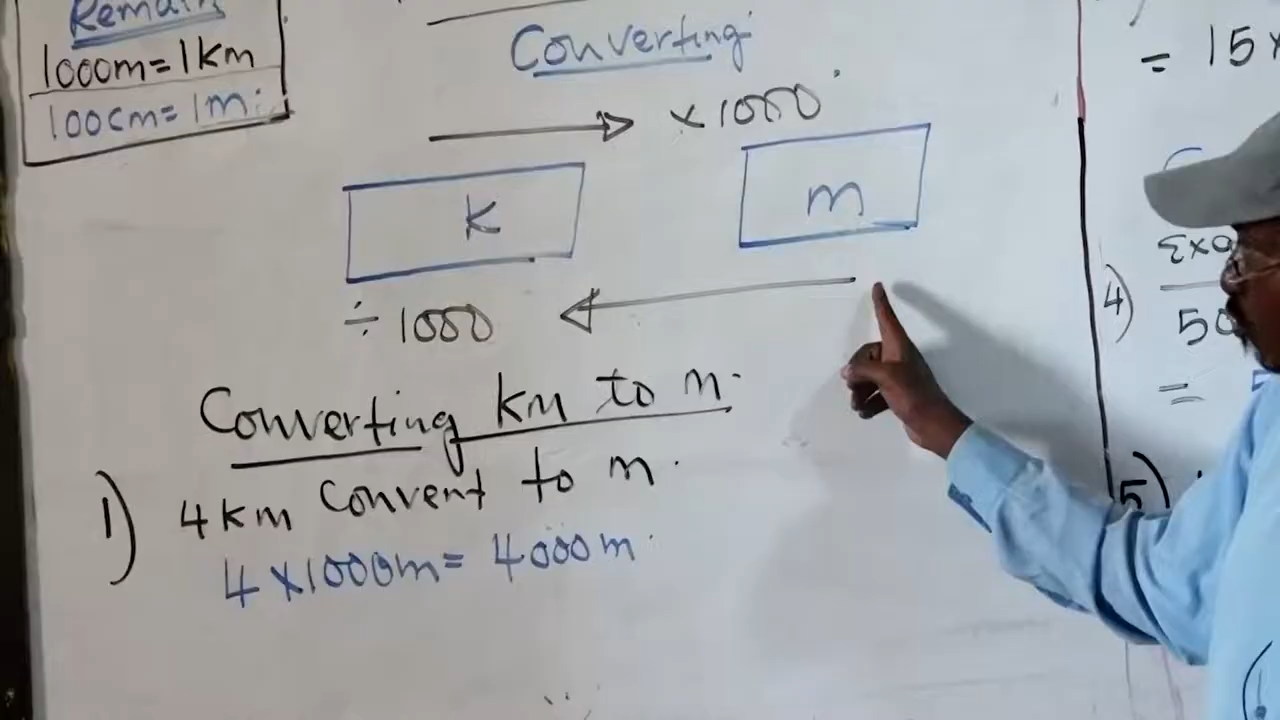 1000m=1km
100cm=1m
Converting
×1000
k
m
÷1000
Converting km to m.
1) 4km Convent to m.
4×1000m=4000m.
= 15×
4)
50
=
5)